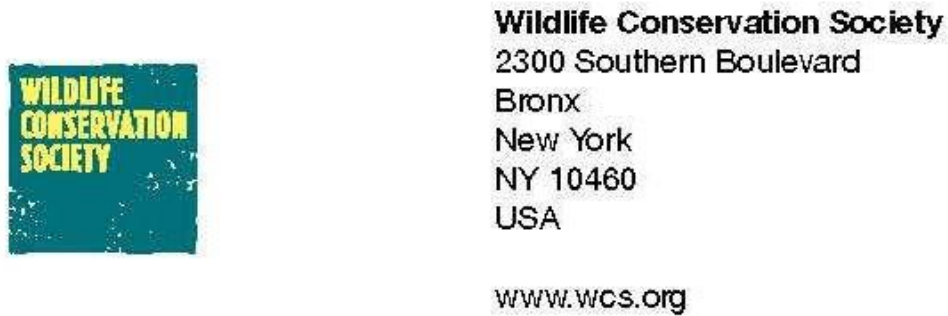 WILDLIFE
CONSERVATION
SOCIETY
Wildlife Conservation Society
2300 Southern Boulevard
Bronx
New York
NY 10460
USA
www.wcs.org